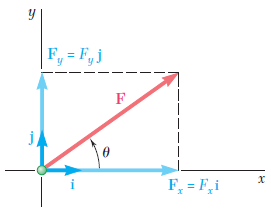 y
F_y = F_y j
F
j
θ
x
i
F_x = F_x i